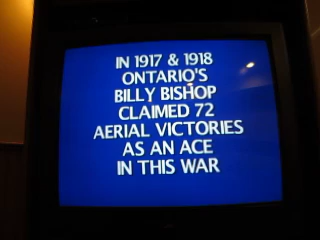 IN 1917 & 1918
ONTARIO'S
BILLY BISHOP
CLAIMED 72
AERIAL VICTORIES
AS AN ACE
IN THIS WAR